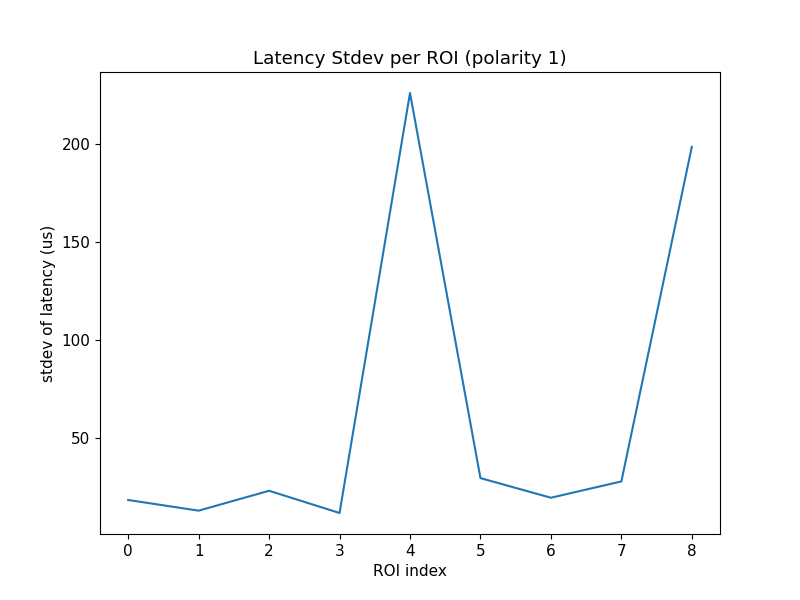 Latency Stdev per ROI (polarity 1)
200
150
100
50
stdev of latency (us)
0 1 2 3 4 5 6 7 8
ROI index